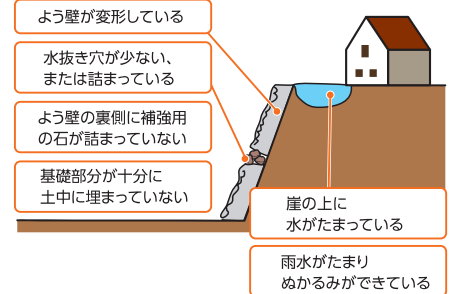 よう壁が変形している
水抜き穴が少ない、
または詰まっている
よう壁の裏側に補強用
の石が詰まっていない
基礎部分が十分に
土中に埋まっていない
崖の上に
水がたまっている
雨水がたまり
ぬかるみができている